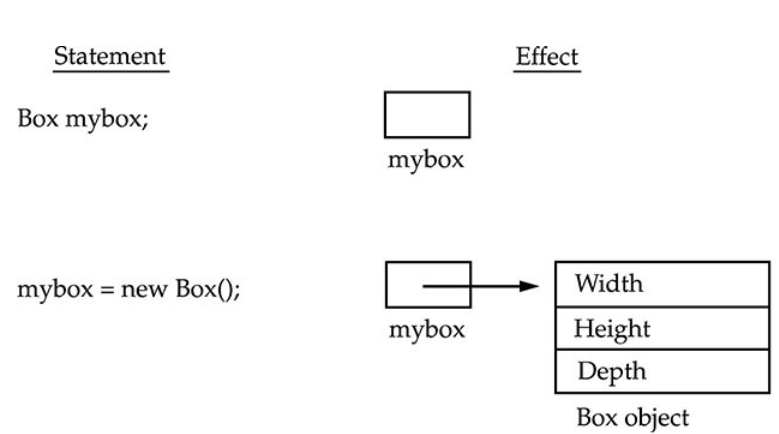 Statement
Effect
Box mybox;
mybox
mybox = new Box();
mybox
Width
Height
Depth
Box object